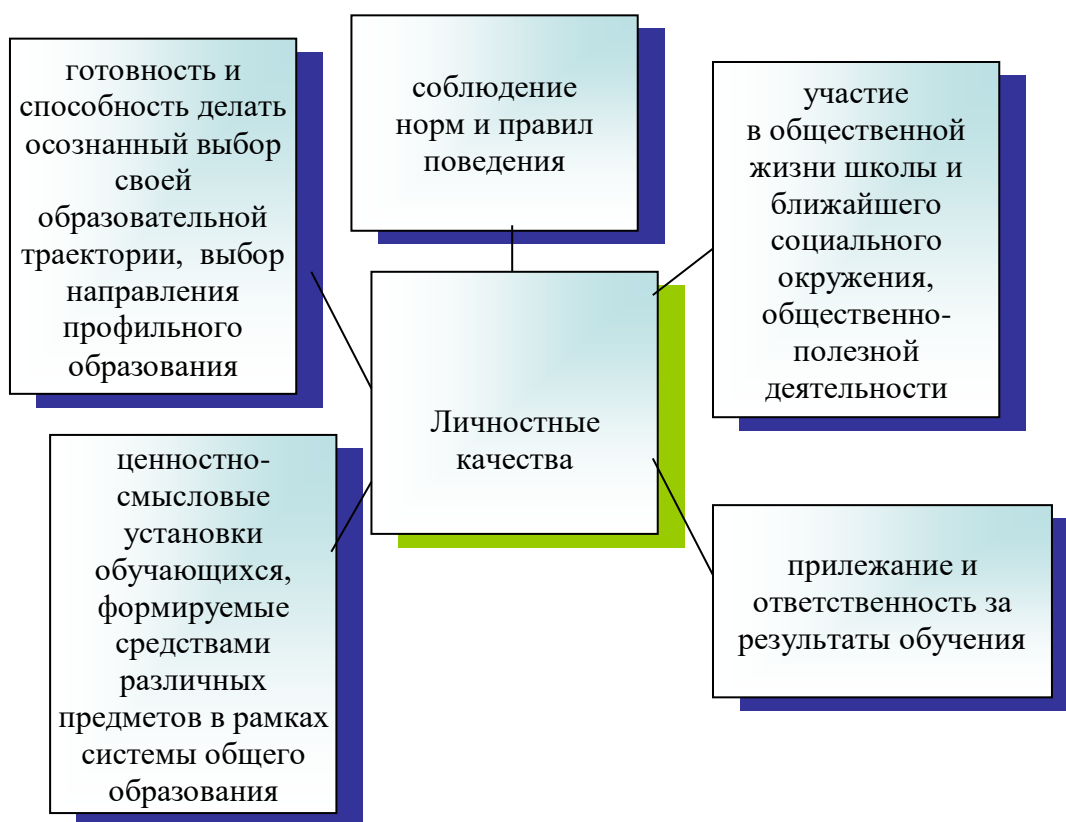 готовность и
способность делать
осознанный выбор
своей
образовательной
траектории, выбор
направления
профильного
образования
соблюдение
норм и правил
поведения
участие
в общественной
жизни школы и
ближайшего
социального
окружения,
общественно-
полезной
деятельности
Личностные
качества
ценностно-
смысловые
установки
обучающихся,
формируемые
средствами
различных
предметов в рамках
системы общего
образования
прилежание и
ответственность за
результаты обучения